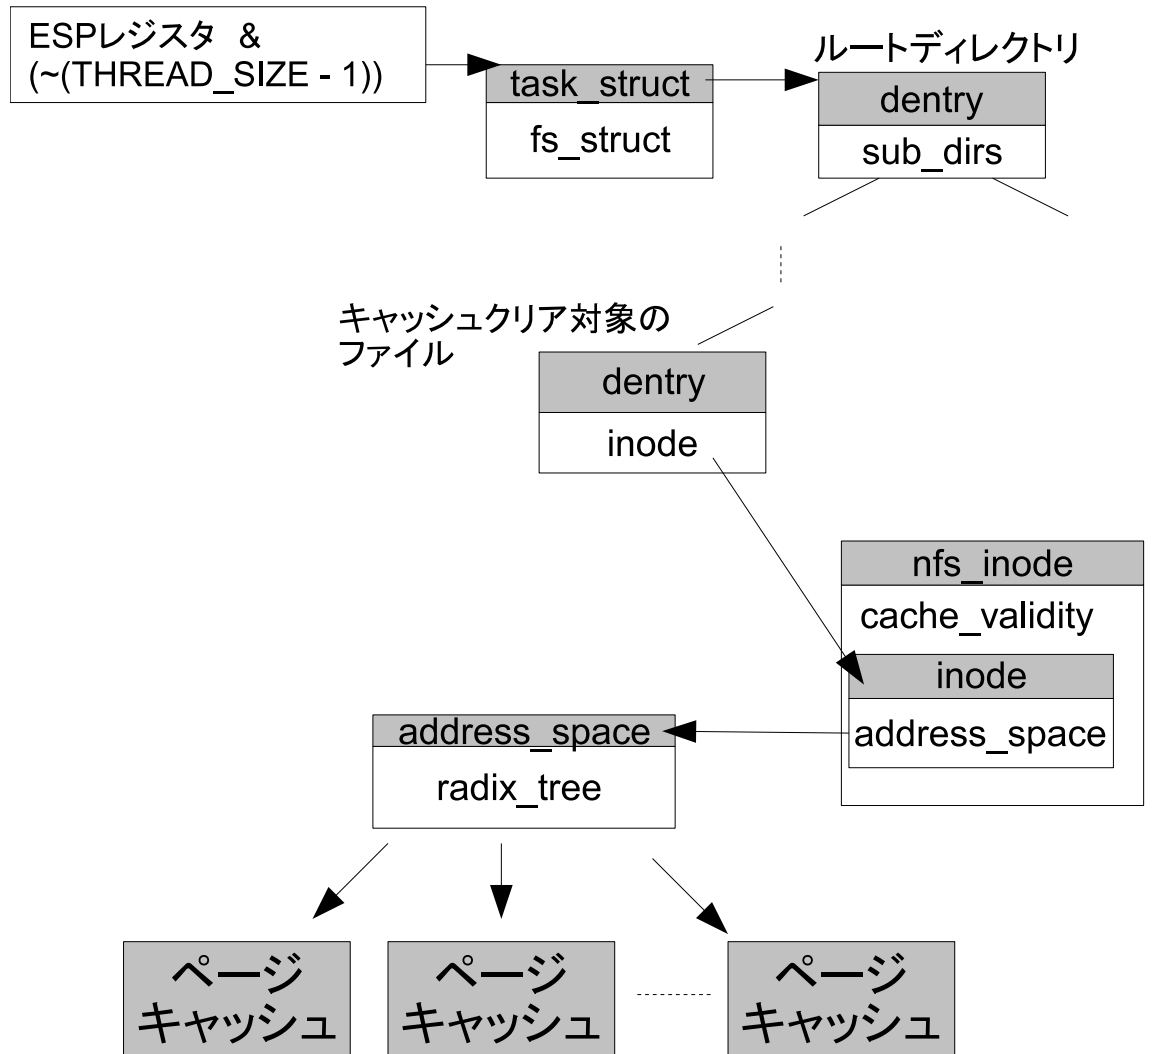 ESPレジスタ &
(~(THREAD_SIZE - 1))
task_struct
fs_struct
ルートディレクトリ
dentry
sub_dirs
キャッシュクリア対象の
ファイル
dentry
inode
nfs_inode
cache_validity
inode
address_space
address_space
radix_tree
ページ
キャッシュ
ページ
キャッシュ
ページ
キャッシュ